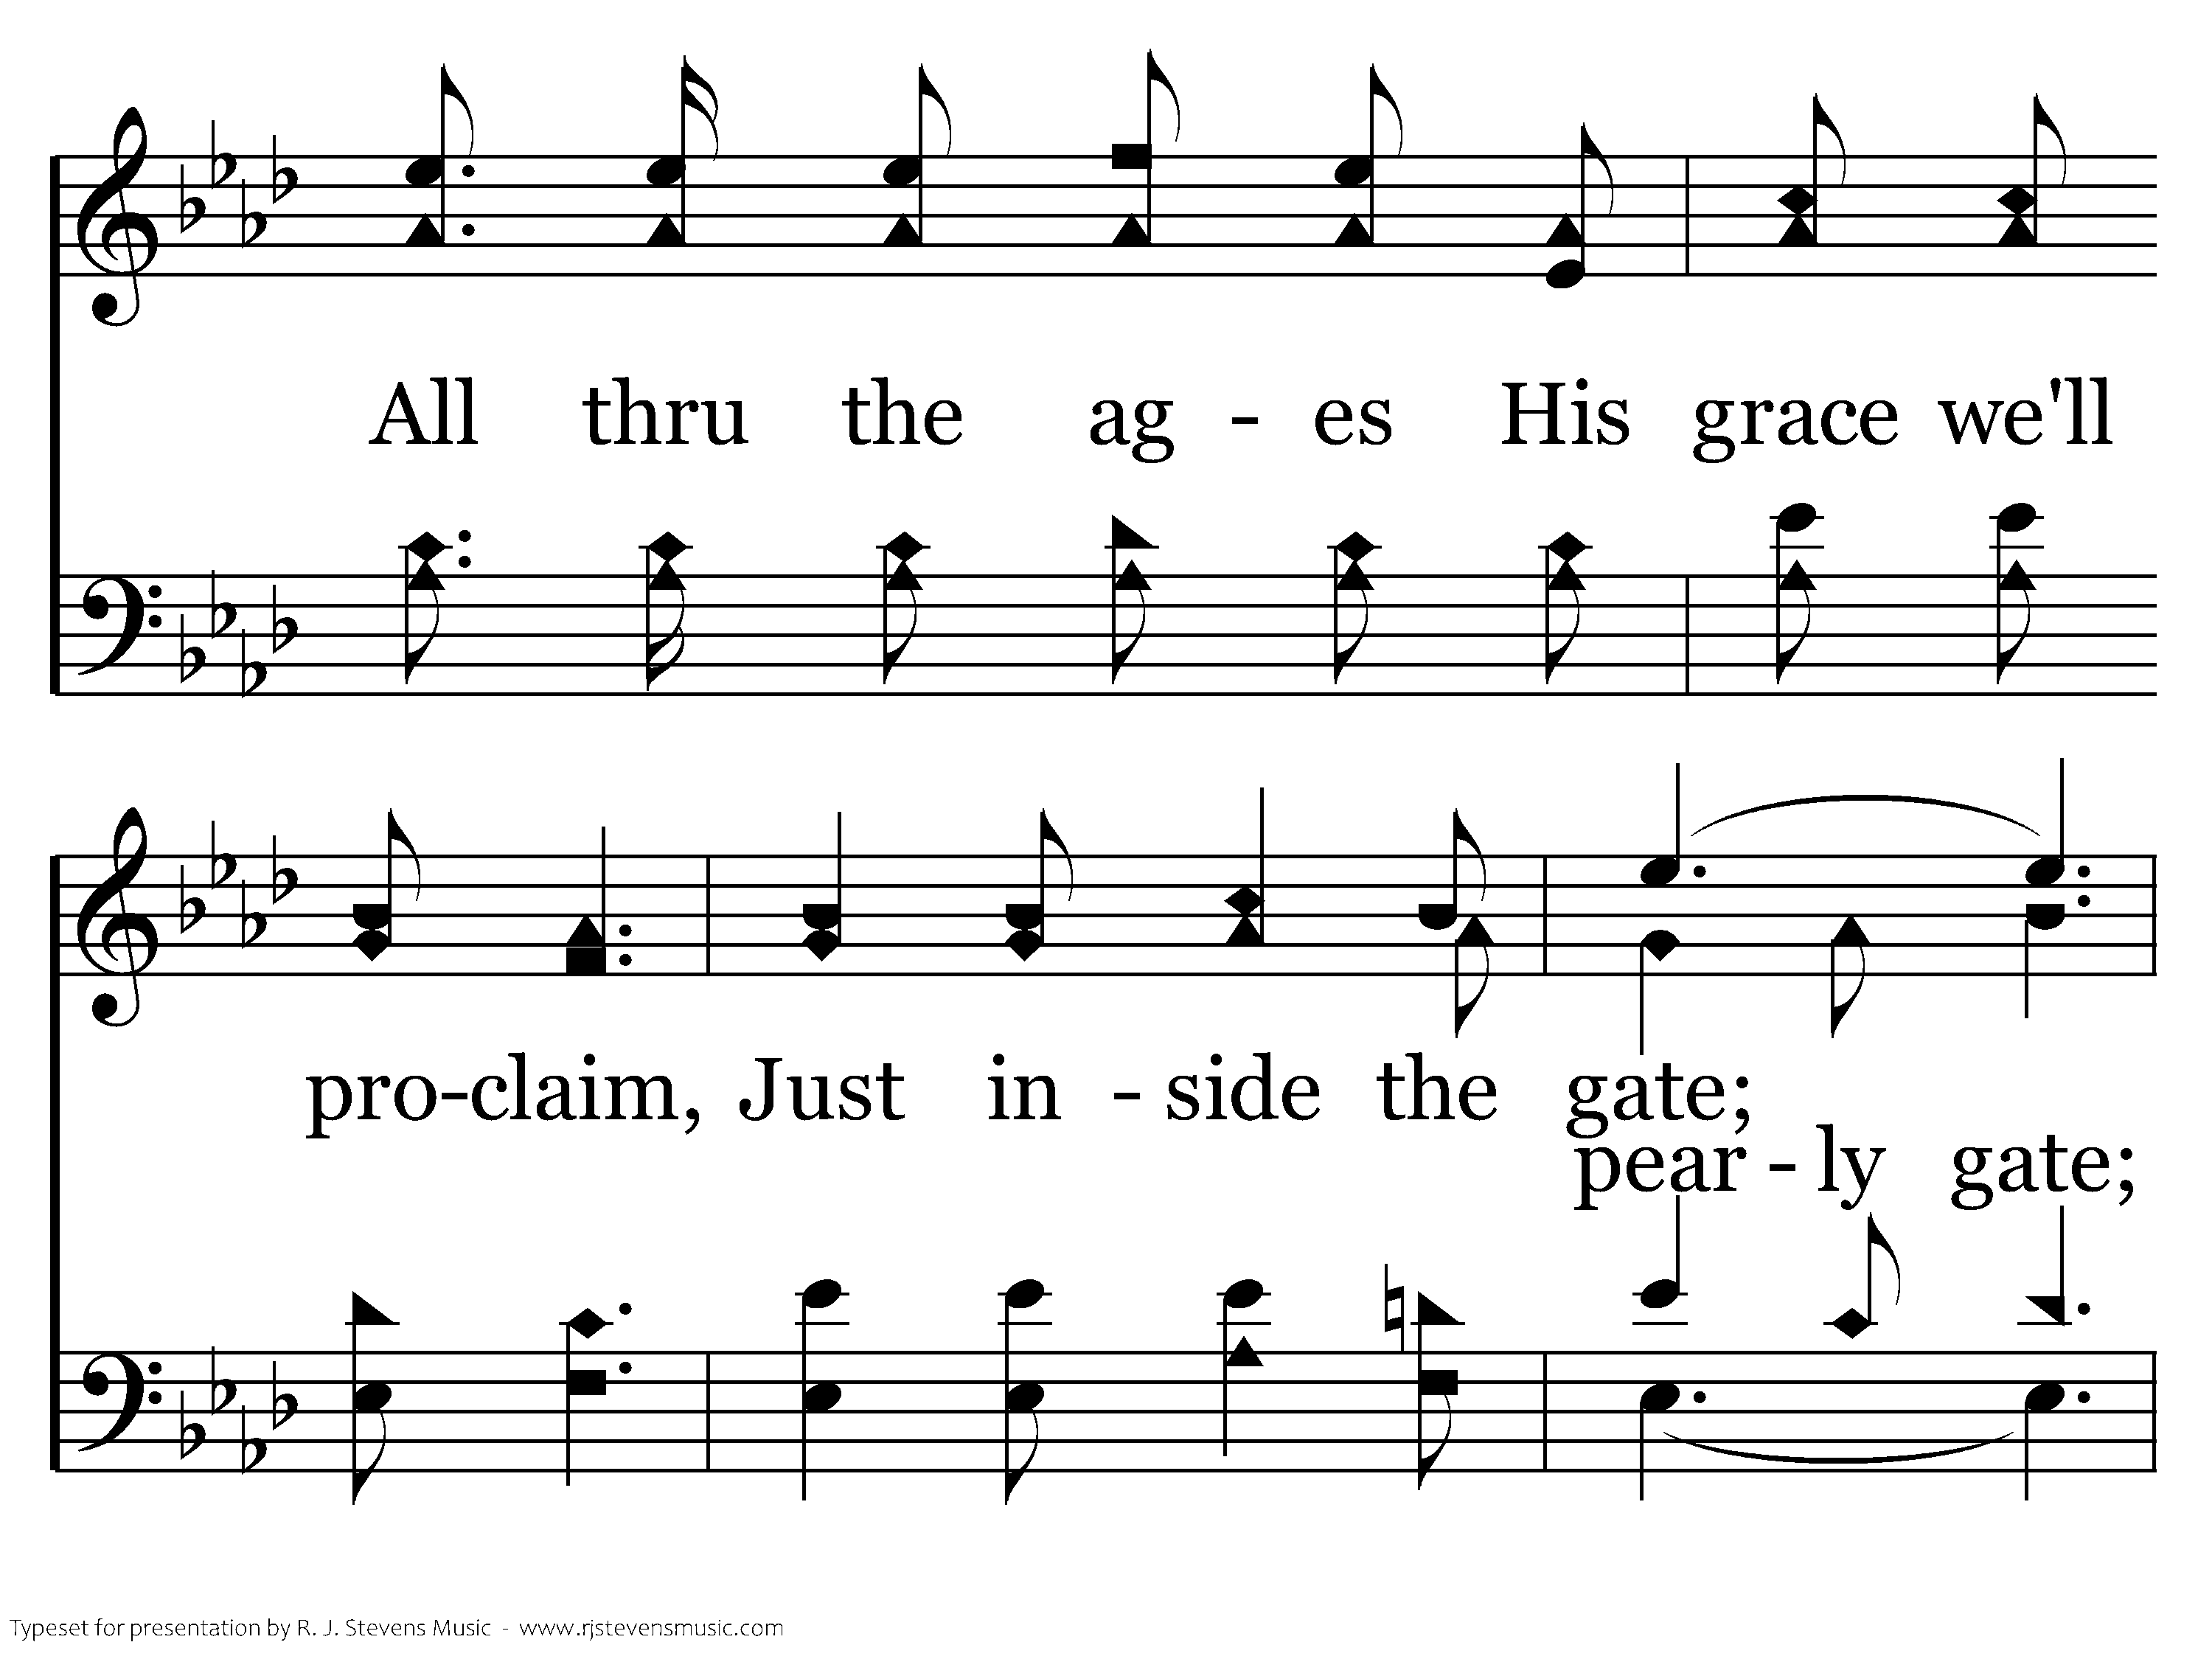 All thru the ag - es His grace we'll
pro-claim, Just in - side the gate;
pear - ly gate;
Typeset for presentation by R. J. Stevens Music - www.rjstevensmusic.com